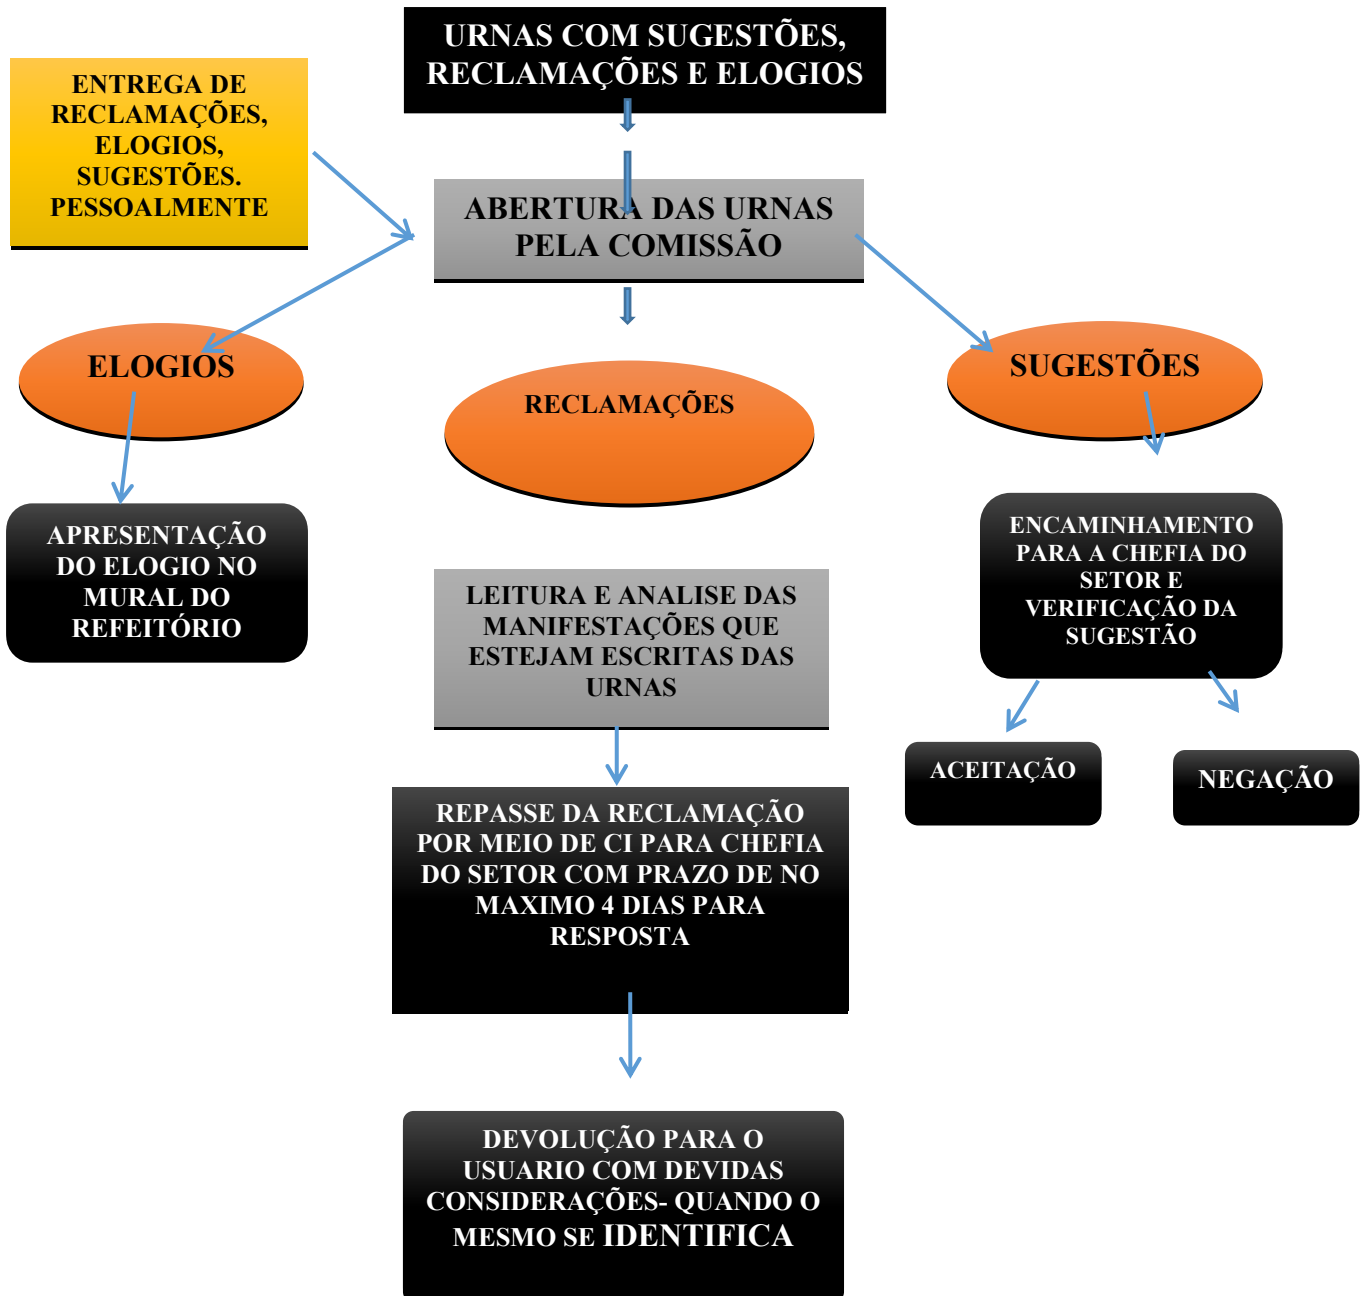 URNAS COM SUGESTÕES,
RECLAMAÇÕES E ELOGIOS
ENTREGA DE
RECLAMAÇÕES,
ELOGIOS,
SUGESTÕES.
PESSOALMENTE
ABERTURA DAS URNAS
PELA COMISSÃO
ELOGIOS
RECLAMAÇÕES
SUGESTÕES
APRESENTAÇÃO
DO ELOGIO NO
MURAL DO
REFEITÓRIO
LEITURA E ANALISE DAS
MANIFESTAÇÕES QUE
ESTEJAM ESCRITAS DAS
URNAS
ENCAMINHAMENTO
PARA A CHEFIA DO
SETOR E
VERIFICAÇÃO DA
SUGESTÃO
ACEITAÇÃO
NEGAÇÃO
REPASSE DA RECLAMAÇÃO
POR MEIO DE CI PARA CHEFIA
DO SETOR COM PRAZO DE NO
MAXIMO 4 DIAS PARA
RESPOSTA
DEVOLUÇÃO PARA O
USUARIO COM DEVIDAS
CONSIDERAÇÕES- QUANDO O
MESMO SE IDENTIFICA